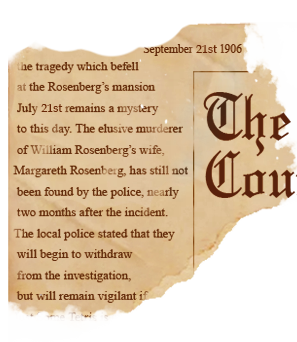 September 21st 1906
the tragedy which befell
at the Rosenberg's mansion
July 21st remains a mystery
to this day. The elusive murderer
of William Rosenberg's wife,
Margareth Rosenberg, has still not
been found by the police, nearly
two months after the incident.
The local police stated that they
will begin to withdraw
from the investigation,
but will remain vigilant if
The
Cou